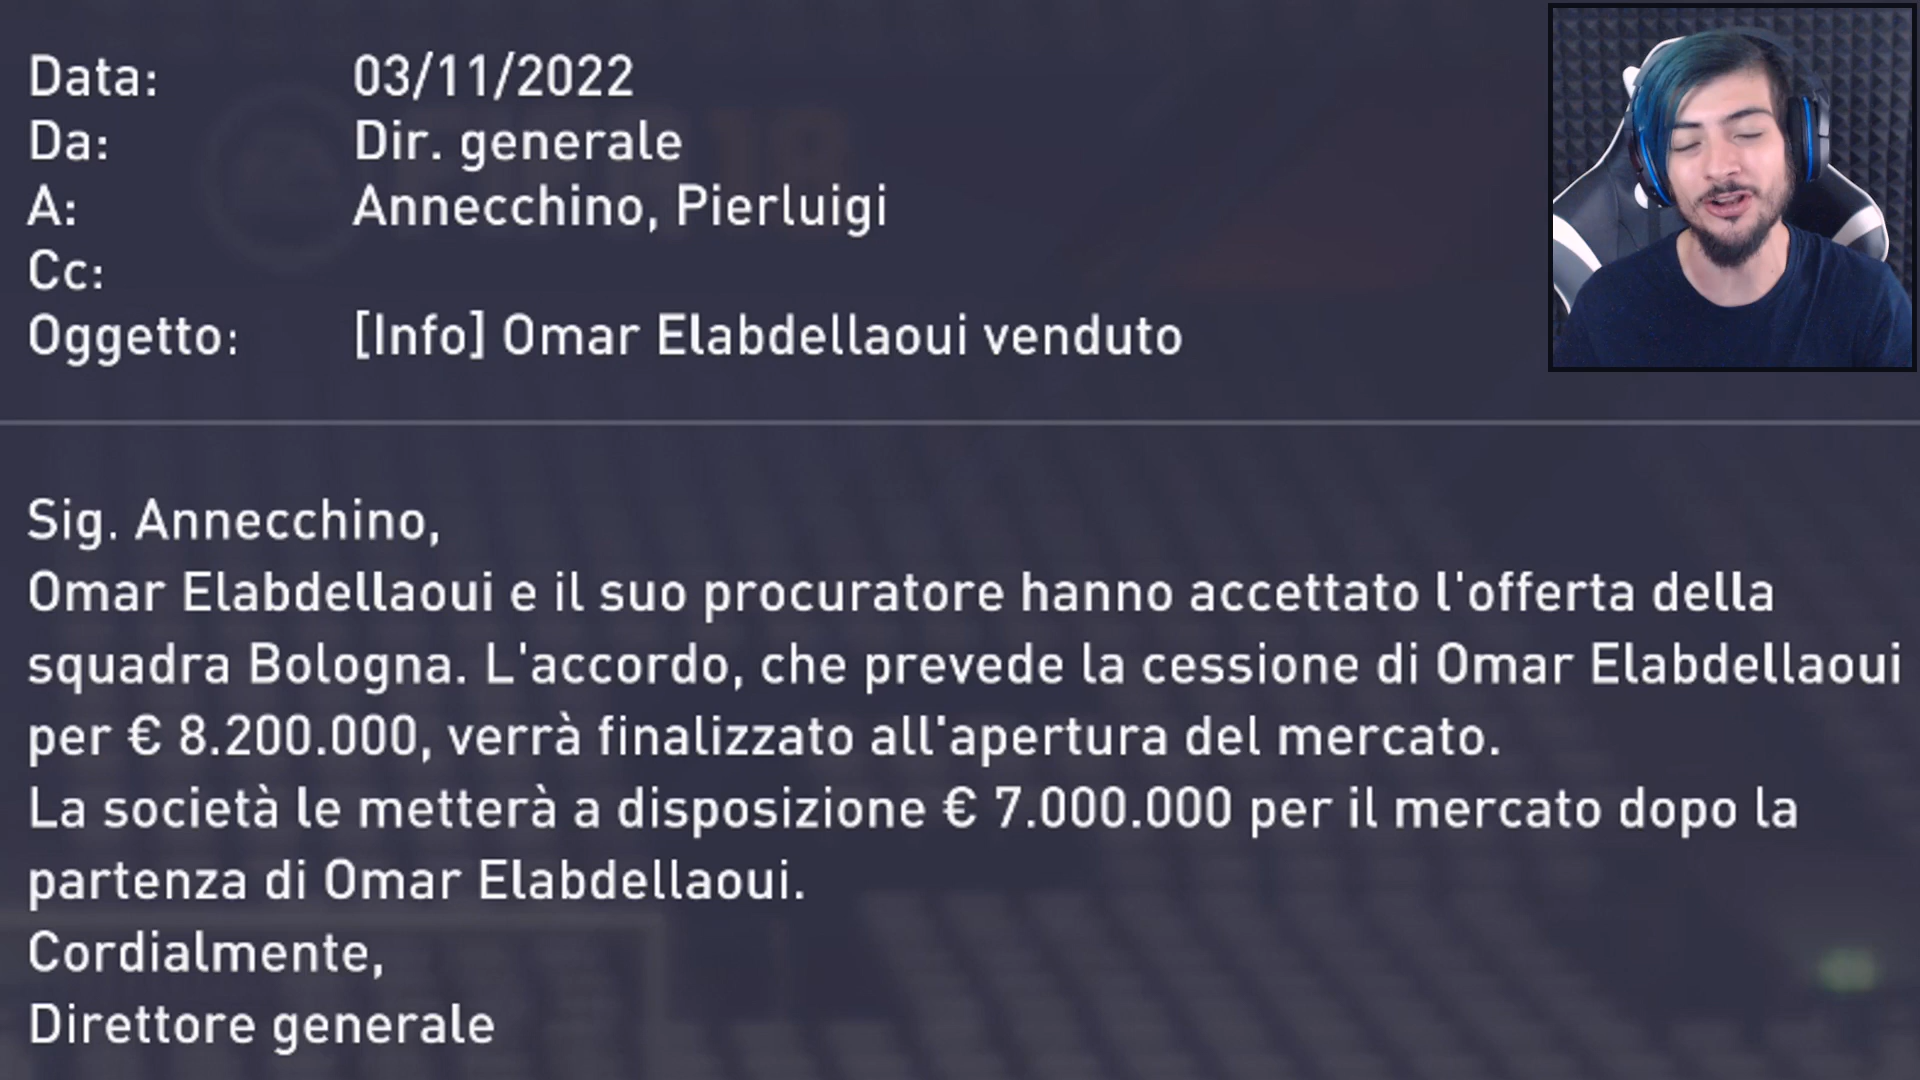 Data: 03/11/2022
Da: Dir. generale
A: Annecchino, Pierluigi
Cc:
Oggetto: [Info] Omar Elabdellaoui venduto
Sig. Annecchino,
Omar Elabdellaoui e il suo procuratore hanno accettato l'offerta della
squadra Bologna. L'accordo, che prevede la cessione di Omar Elabdellaoui
per € 8.200.000, verrà finalizzato all'apertura del mercato.
La società le metterà a disposizione € 7.000.000 per il mercato dopo la
partenza di Omar Elabdellaoui.
Cordialmente,
Direttore generale